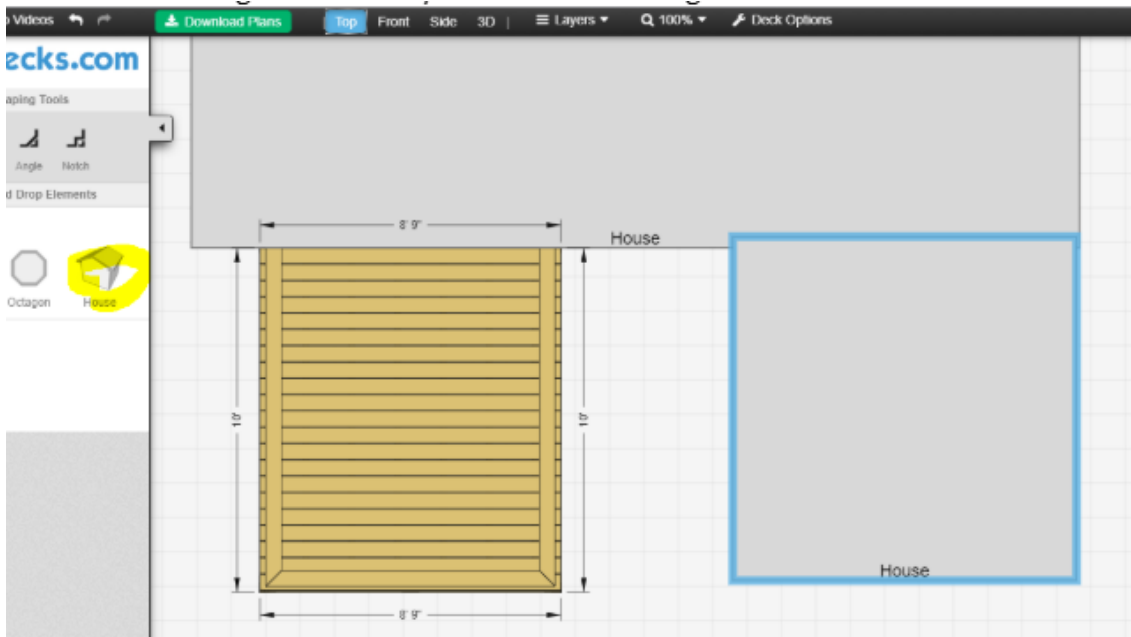 Videos Download Plans Top Front Side 3D | Layers 100% Deck Options
ecks.com
aping Tools
Angle Notch
d Drop Elements
8' 9"
House
Octagon House
10' 10'
House
8' 9"